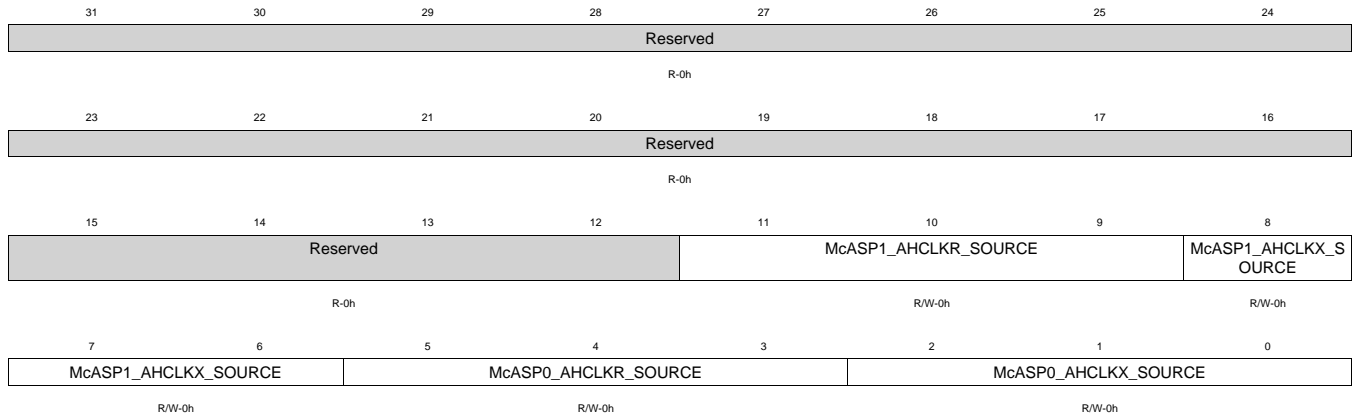 31 30 29 28 27 26 25 24
Reserved
R-0h
23 22 21 20 19 18 17 16
Reserved
R-0h
15 14 13 12 11 10 9 8
Reserved McASP1_AHCLKR_SOURCE McASP1_AHCLKX_S
OURCE
R-0h R/W-0h R/W-0h
7 6 5 4 3 2 1 0
McASP1_AHCLKX_SOURCE McASP0_AHCLKR_SOURCE McASP0_AHCLKX_SOURCE
R/W-0h R/W-0h R/W-0h